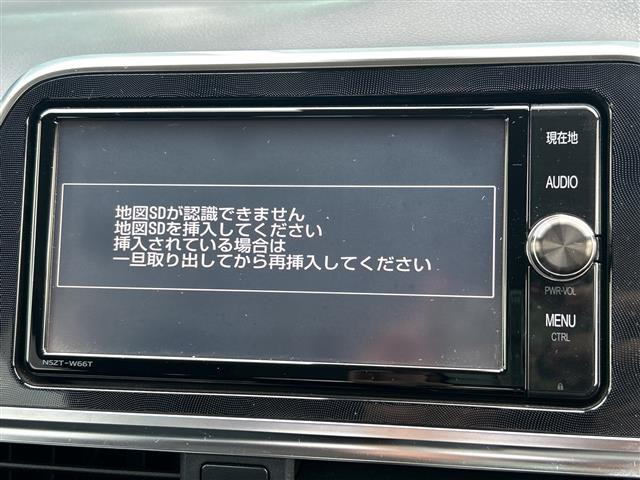 地図SDが認識できません
地図SDを挿入してください
挿入されている場合は
一旦取り出してから再挿入してください
現在地
AUDIO
PWR-VOL
MENU
CTRL
NSZT-W66T